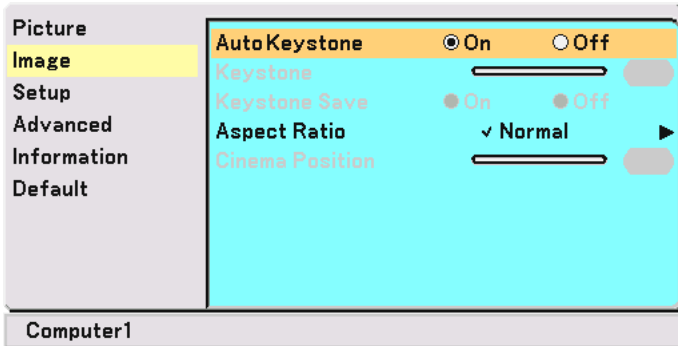 Picture
Image
Setup
Advanced
Information
Default
Auto Keystone On Off
Keystone
Keystone Save On Off
Aspect Ratio ✓ Normal
Cinema Position
Computer1